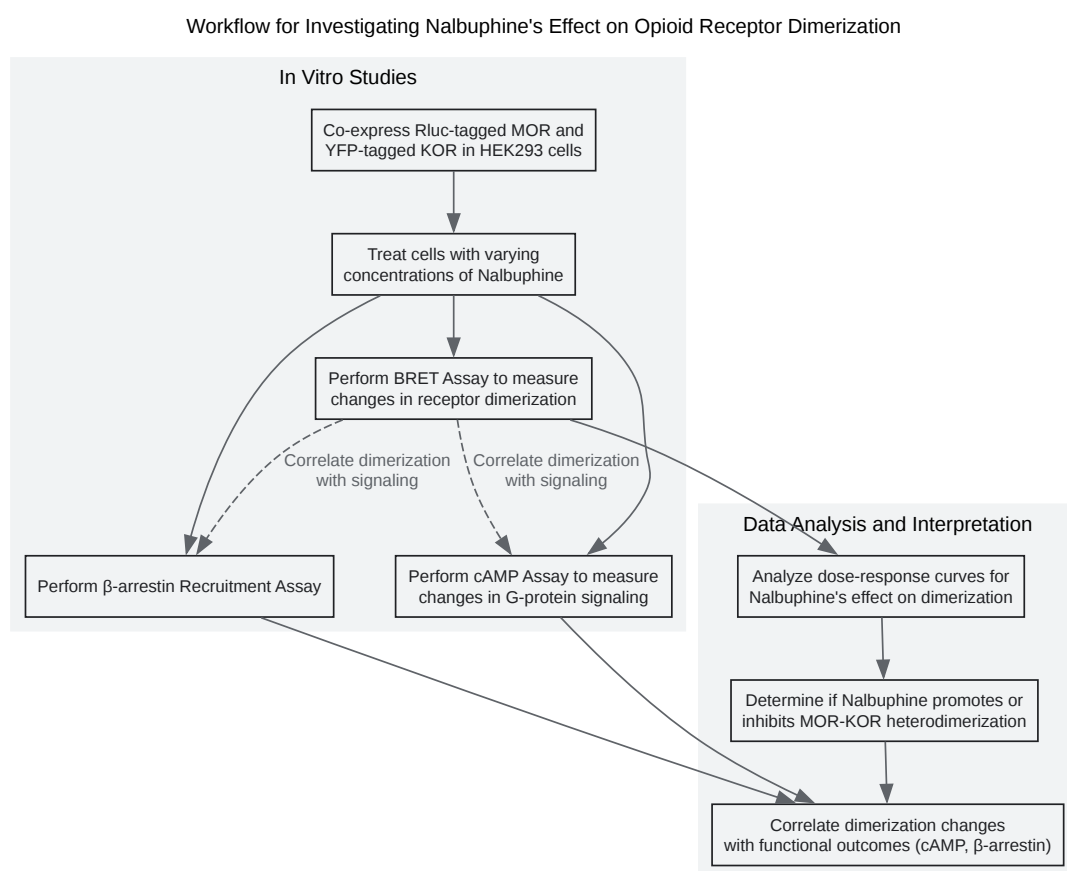 Workflow for Investigating Nalbuphine's Effect on Opioid Receptor Dimerization
In Vitro Studies
Co-express Rluc-tagged MOR and
YFP-tagged KOR in HEK293 cells
Treat cells with varying
concentrations of Nalbuphine
Perform BRET Assay to measure
changes in receptor dimerization
Correlate dimerization
with signaling
Correlate dimerization
with signaling
Perform β-arrestin Recruitment Assay
Perform cAMP Assay to measure
changes in G-protein signaling
Data Analysis and Interpretation
Analyze dose-response curves for
Nalbuphine's effect on dimerization
Determine if Nalbuphine promotes or
inhibits MOR-KOR heterodimerization
Correlate dimerization changes
with functional outcomes (cAMP, β-arrestin)